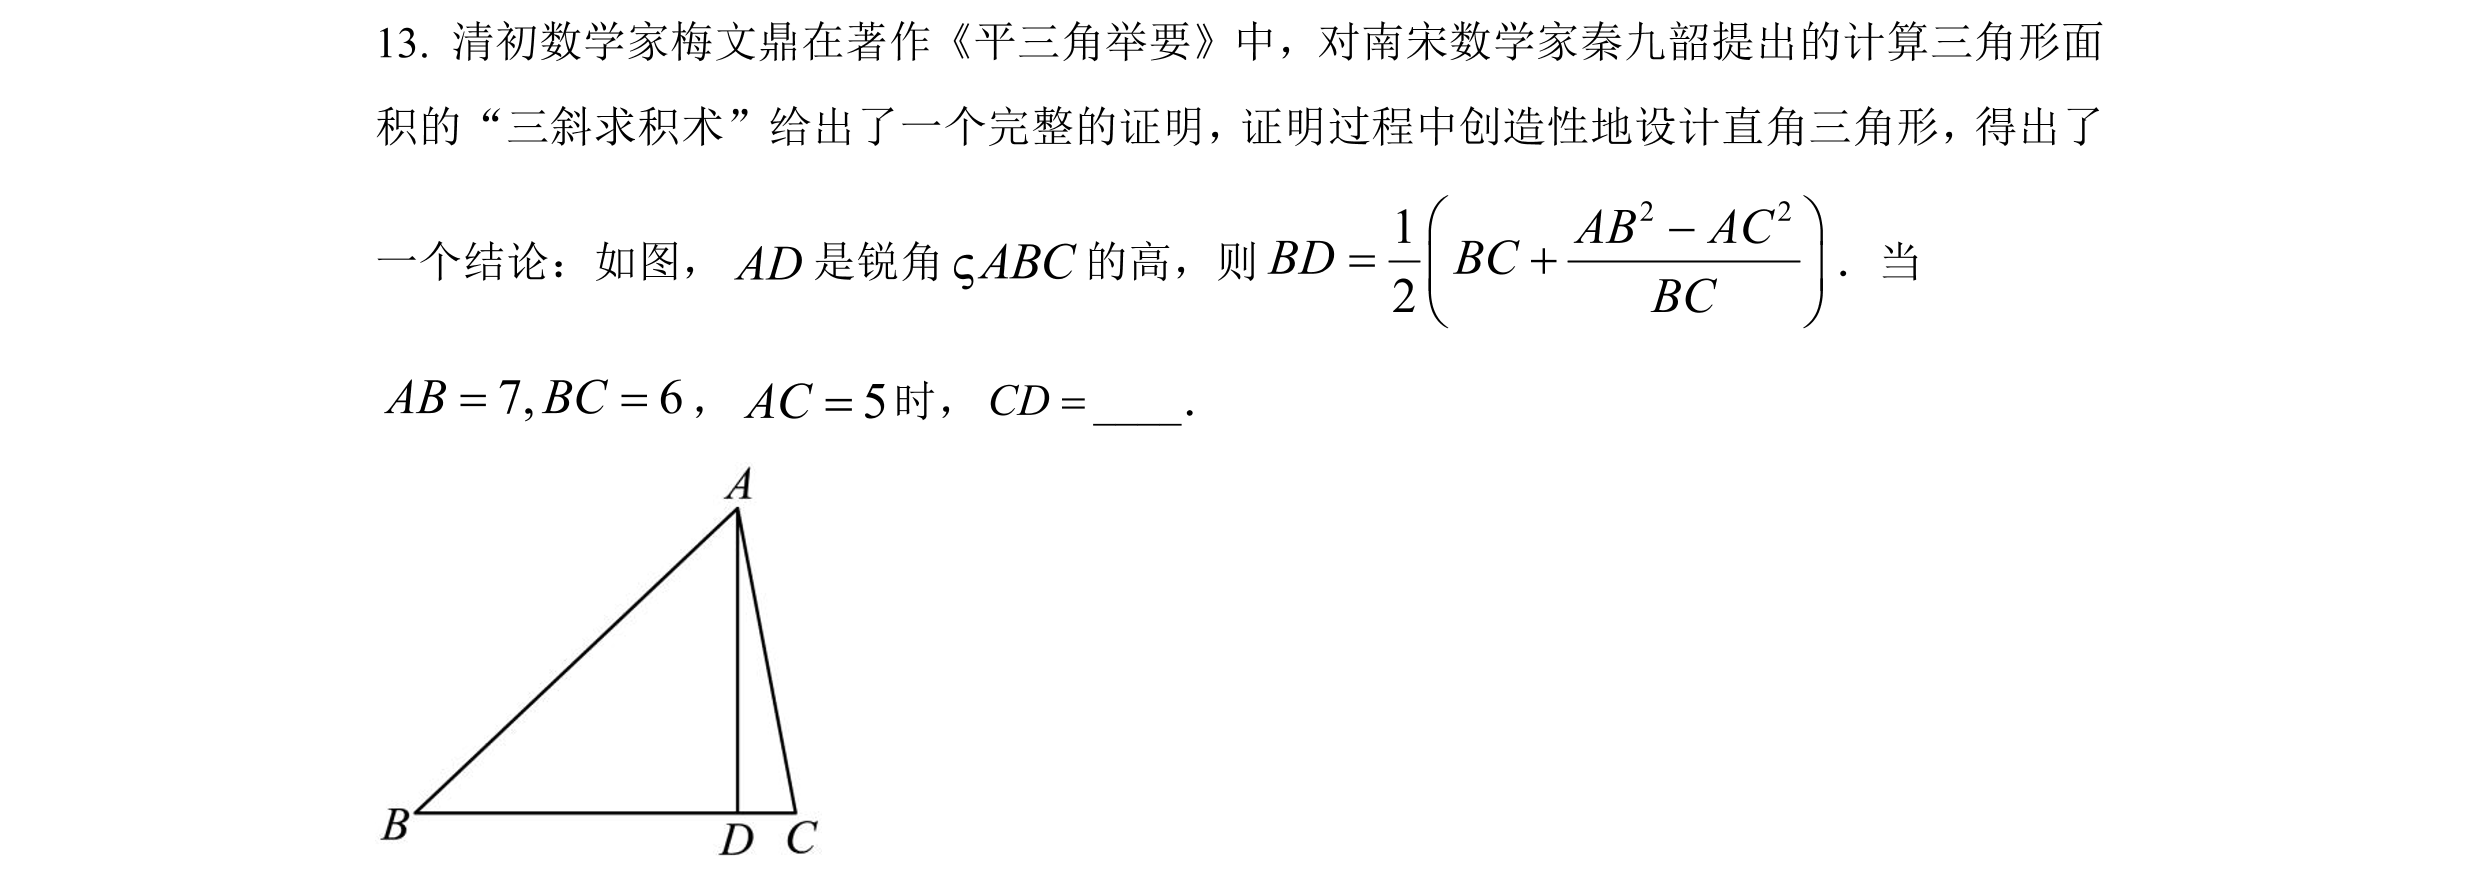 13. 清初数学家梅文鼎在著作《平三角举要》中，对南宋数学家秦九韶提出的计算三角形面
积的“三斜求积术”给出了一个完整的证明，证明过程中创造性地设计直角三角形，得出了
一个结论：如图， AD 是锐角 ςABC 的高，则 BD = \frac{1}{2}\left( BC + \frac{AB^2 - AC^2}{BC} \right)． 当
AB = 7, BC = 6， AC = 5 时， CD = ____.
A
B
D
C